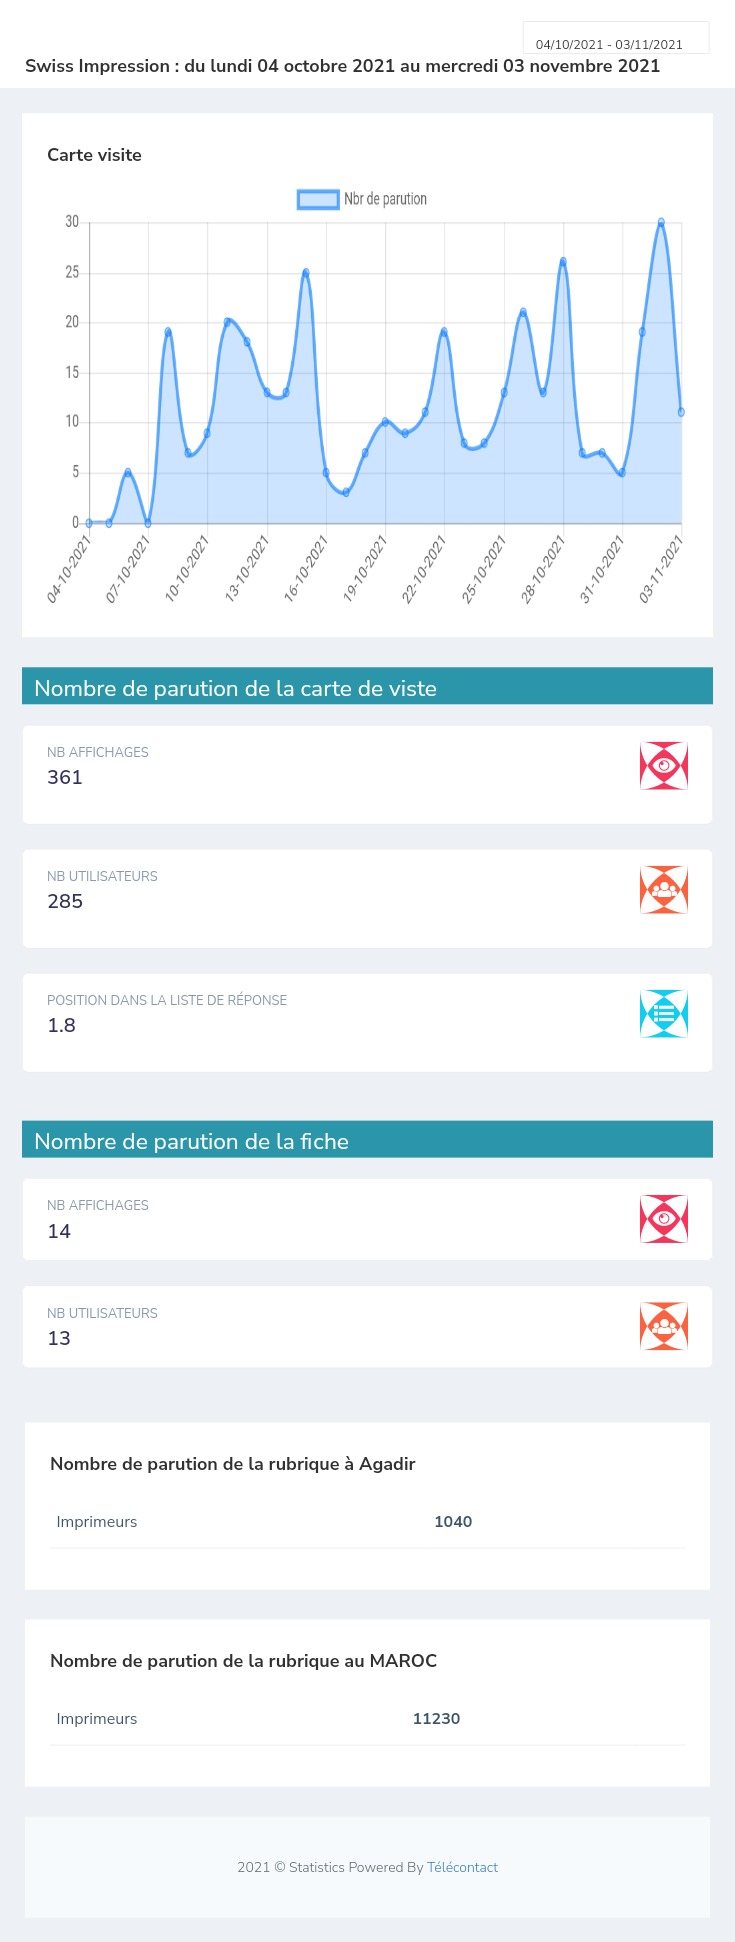 04/10/2021 - 03/11/2021
Swiss Impression : du lundi 04 octobre 2021 au mercredi 03 novembre 2021
Carte visite
Nbr de parution
30
25
20
15
10
5
0
04-10-2021
07-10-2021
10-10-2021
13-10-2021
16-10-2021
19-10-2021
22-10-2021
25-10-2021
28-10-2021
31-10-2021
03-11-2021
Nombre de parution de la carte de viste
NB AFFICHAGES
361
NB UTILISATEURS
285
POSITION DANS LA LISTE DE RÉPONSE
1.8
Nombre de parution de la fiche
NB AFFICHAGES
14
NB UTILISATEURS
13
Nombre de parution de la rubrique à Agadir
Imprimeurs 1040
Nombre de parution de la rubrique au MAROC
Imprimeurs 11230
2021 © Statistics Powered By Télécontact